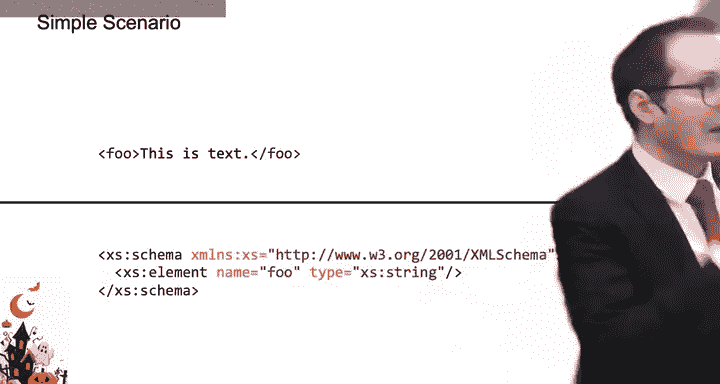 Simple Scenario
<foo>This is text.</foo>
<xs:schema xmlns:xs="http://www.w3.org/2001/XMLSchema"
<xs:element name="foo" type="xs:string"/>
</xs:schema>